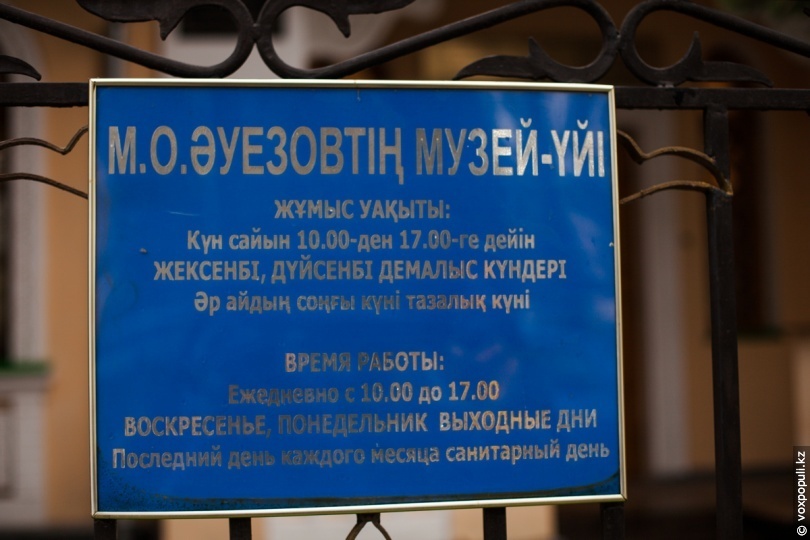 М.О.ӘУЕЗОВТІҢ МУЗЕЙ-ҮЙІ
ЖҰМЫС УАҚЫТЫ:
Күн сайын 10.00-ден 17.00-ге дейін
ЖЕКСЕНБІ, ДҮЙСЕНБІ ДЕМАЛЫС КҮНДЕРІ
Әр айдың соңғы күні тазалық күні
ВРЕМЯ РАБОТЫ:
Ежедневно с 10.00 до 17.00
ВОСКРЕСЕНЬЕ, ПОНЕДЕЛЬНИК ВЫХОДНЫЕ ДНИ
Последний день каждого месяца санитарный день
© voxpopuli.kz